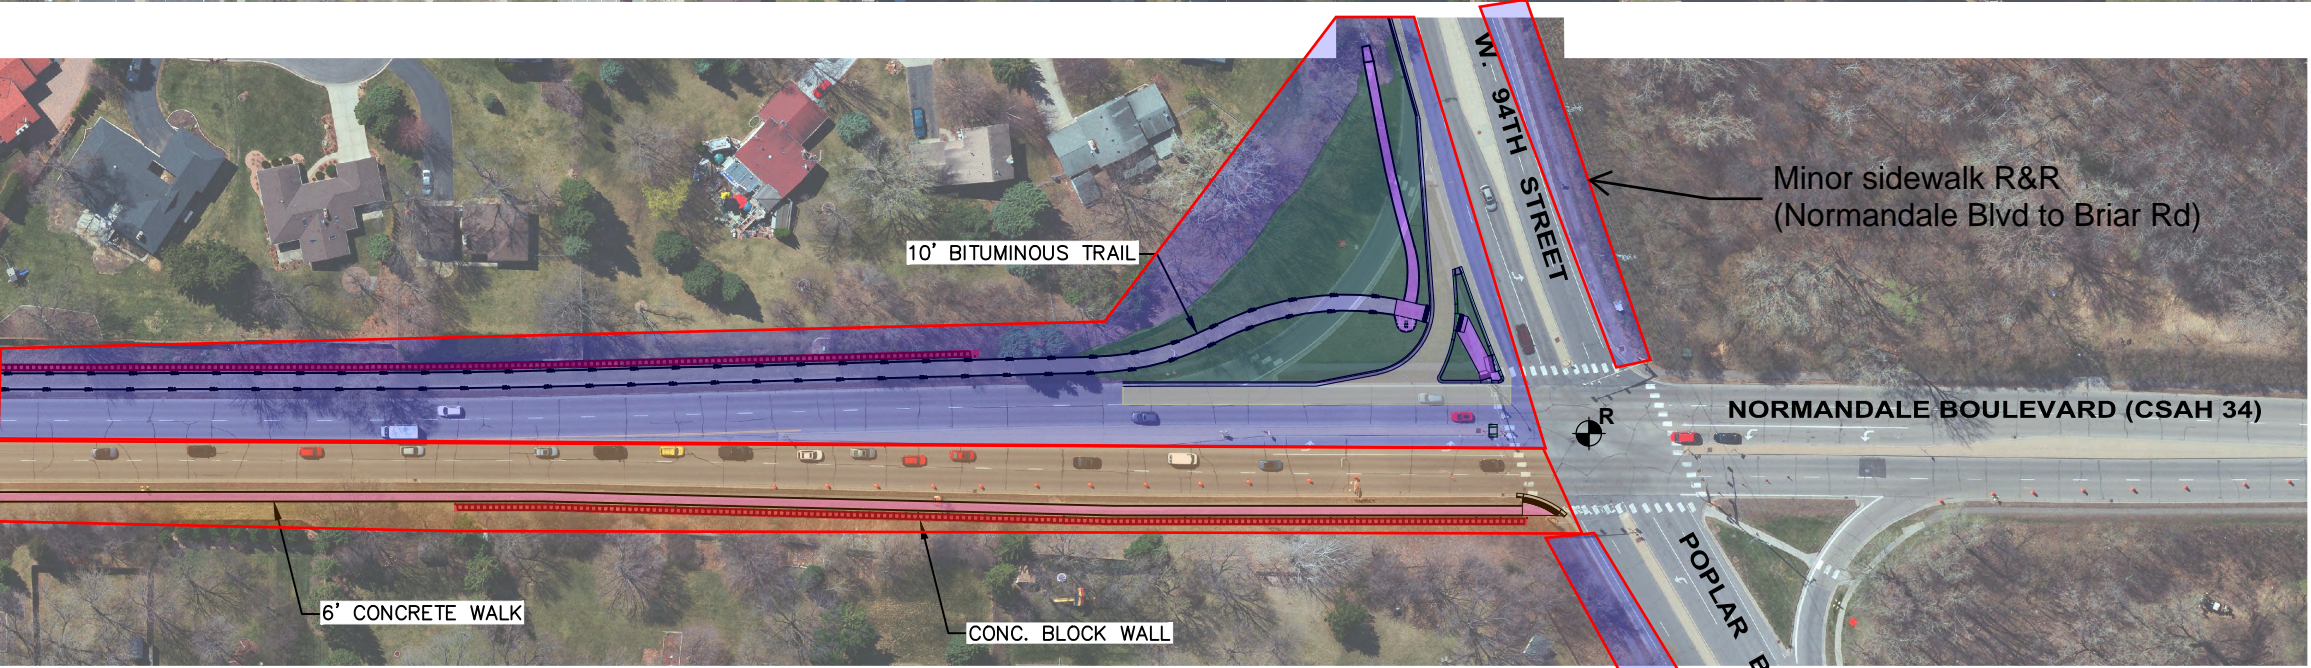 W. 94TH STREET
Minor sidewalk R&R
(Normandale Blvd to Briar Rd)
10' BITUMINOUS TRAIL
R
NORMANDALE BOULEVARD (CSAH 34)
6' CONCRETE WALK
CONC. BLOCK WALL
POPLAR B